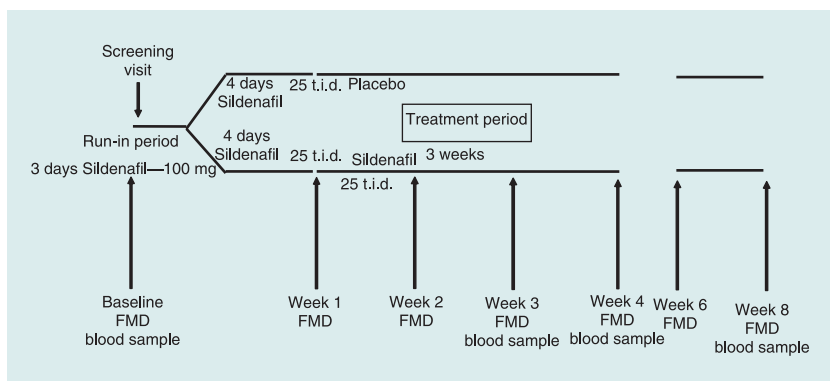 Screening
visit
4 days
Sildenafil
25 t.i.d. Placebo
Treatment period
Run-in period
4 days
Sildenafil
25 t.i.d.
Sildenafil 3 weeks
25 t.i.d.
3 days Sildenafil—100 mg
Baseline
FMD
blood sample
Week 1
FMD
Week 2
FMD
Week 3
FMD
blood sample
Week 4
FMD
blood sample
Week 6
FMD
Week 8
FMD
blood sample